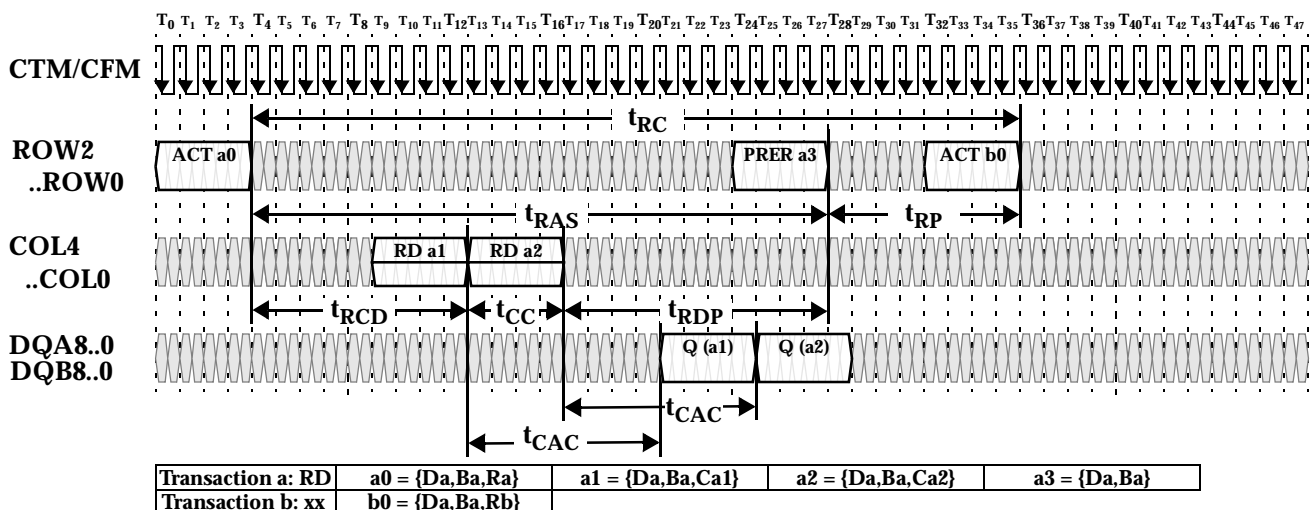 T0 T1 T2 T3 T4 T5 T6 T7 T8 T9 T10 T11 T12 T13 T14 T15 T16 T17 T18 T19 T20 T21 T22 T23 T24 T25 T26 T27 T28 T29 T30 T31 T32 T33 T34 T35 T36 T37 T38 T39 T40 T41 T42 T43 T44 T45 T46 T47
CTM/CFM
tRC
ROW2
..ROW0
ACT a0 PRER a3 ACT b0
tRAS tRP
COL4
..COL0
RD a1 RD a2
tRCD tCC tRDP
DQA8..0
DQB8..0
Q (a1) Q (a2)
tCAC
tCAC
Transaction a: RD a0 = {Da,Ba,Ra} a1 = {Da,Ba,Ca1} a2 = {Da,Ba,Ca2} a3 = {Da,Ba}
Transaction b: xx b0 = {Da,Ba,Rb}